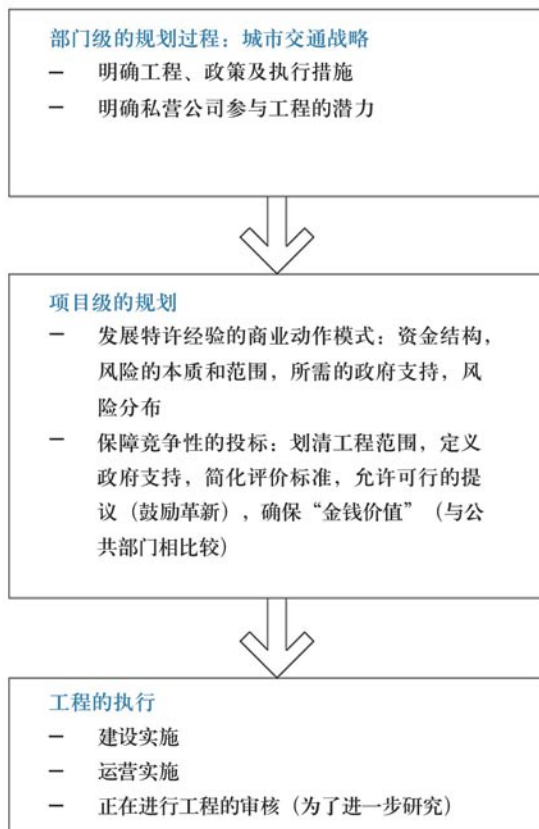 部门级的规划过程：城市交通战略
— 明确工程、政策及执行措施
— 明确私营公司参与工程的潜力
项目级的规划
— 发展特许经验的商业动作模式：资金结构，
风险的本质和范围，所需的政府支持，风
险分布
— 保障竞争性的投标：划清工程范围，定义
政府支持，简化评价标准，允许可行的提
议（鼓励革新），确保“金钱价值”（与公
共部门相比较）
工程的执行
— 建设实施
— 运营实施
— 正在进行工程的审核（为了进一步研究）